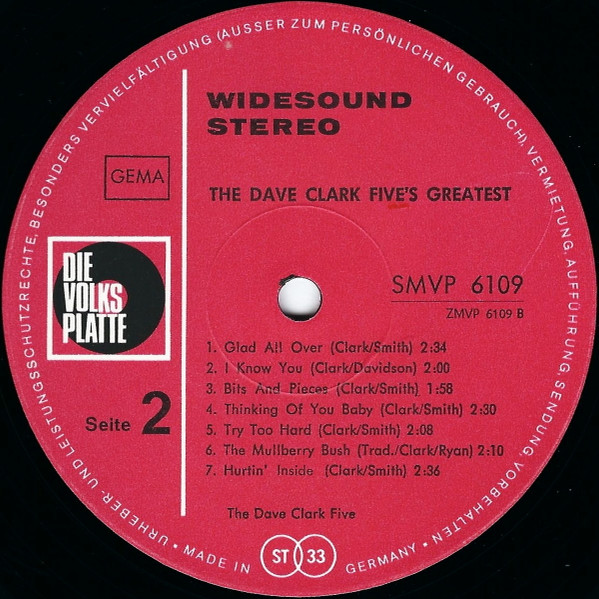 URHEBER- UND LEISTUNGSSCHUTZRECHTE, BESONDERS VERVIELFÄLTIGUNG (AUSSER ZUM PERSÖNLICHEN GEBRAUCH), VERMIETUNG, AUFFÜHRUNG, SENDUNG, VORBEHALTEN
WIDESOUND
STEREO
GEMA
THE DAVE CLARK FIVE'S GREATEST
DIE
VOLKS
PLATTE
SMVP 6109
ZMVP 6109 B
Seite 2
1. Glad All Over (Clark/Smith) 2:34
2. I Know You (Clark/Davidson) 2:00
3. Bits And Pieces (Clark/Smith) 1:58
4. Thinking Of You Baby (Clark/Smith) 2:30
5. Try Too Hard (Clark/Smith) 2:08
6. The Mullberry Bush (Trad./Clark/Ryan) 2:10
7. Hurtin' Inside (Clark/Smith) 2:36
The Dave Clark Five
• MADE IN ST 33 GERMANY •